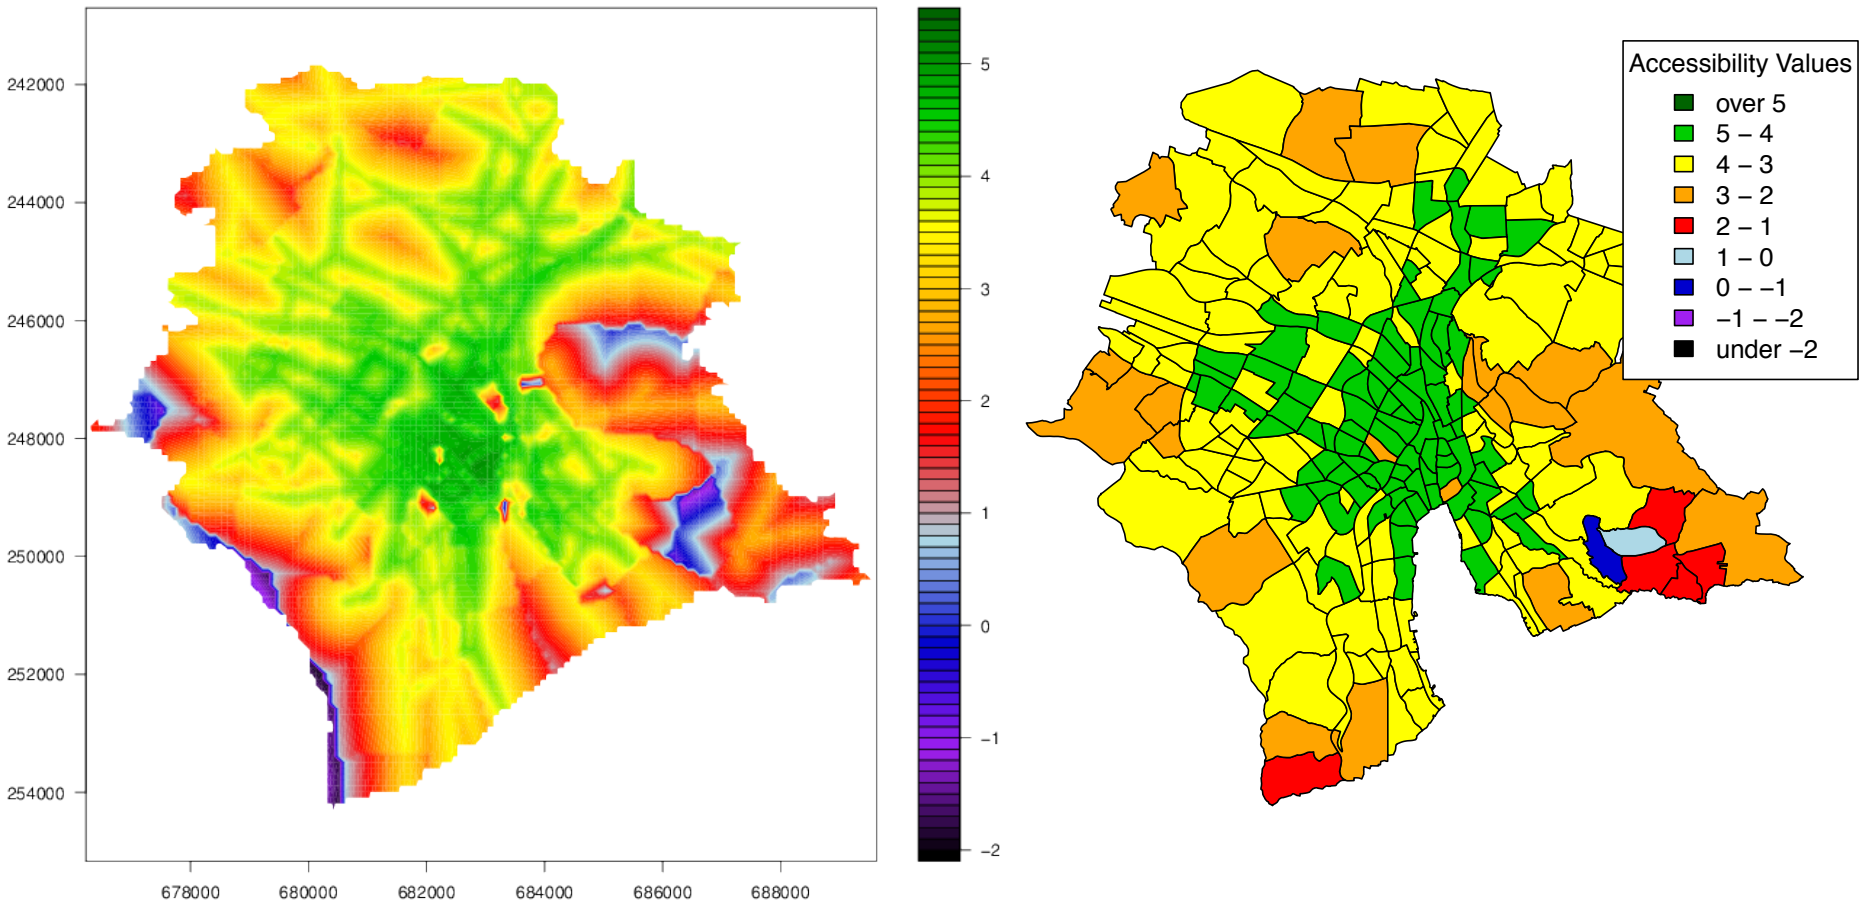 242000
244000
246000
248000
250000
252000
254000
678000 680000 682000 684000 686000 688000
5
4
3
2
1
0
−1
−2
Accessibility Values
over 5
5 − 4
4 − 3
3 − 2
2 − 1
1 − 0
0 − −1
−1 − −2
under −2